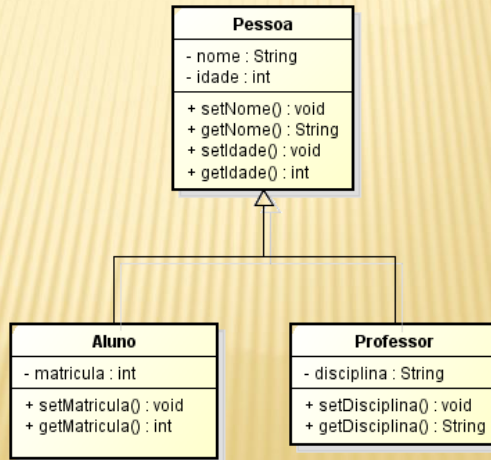 Pessoa
- nome : String
- idade : int
+ setNome() : void
+ getNome() : String
+ setIdade() : void
+ getIdade() : int
Aluno
- matricula : int
+ setMatricula() : void
+ getMatricula() : int
Professor
- disciplina : String
+ setDisciplina() : void
+ getDisciplina() : String